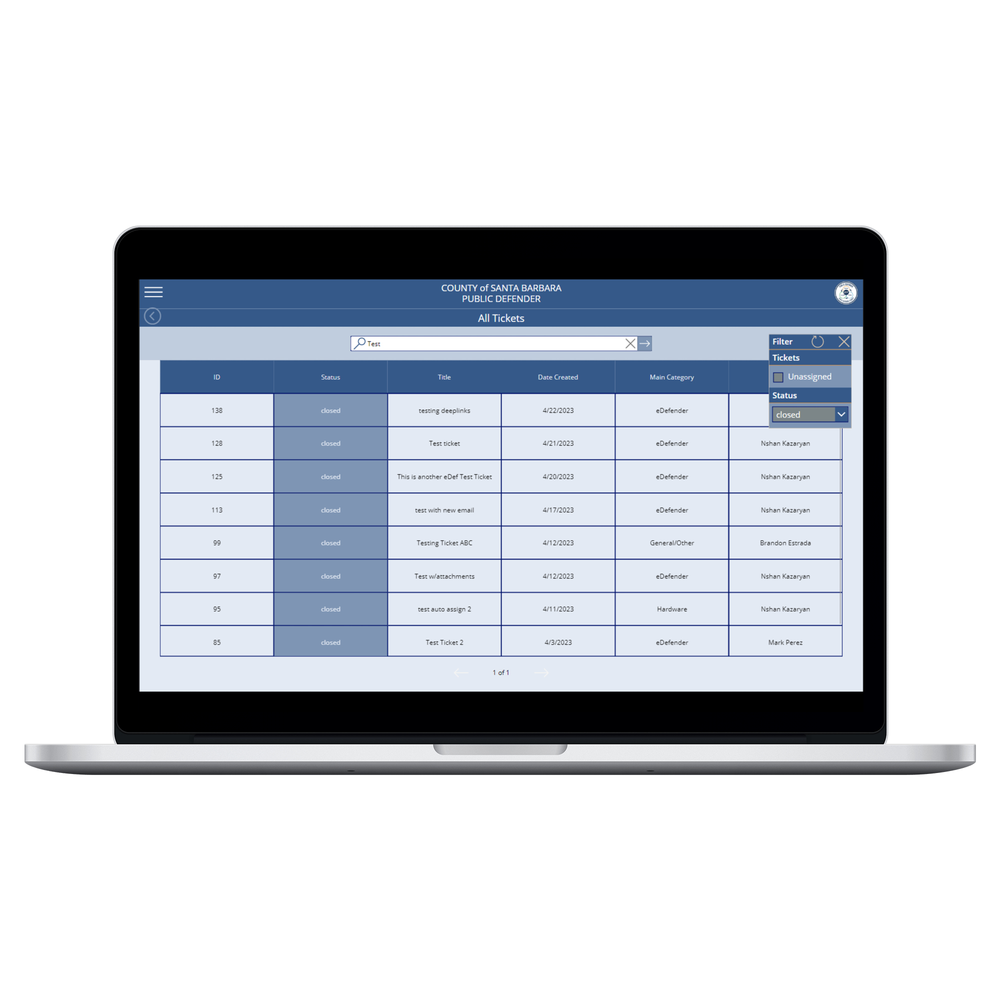 COUNTY of SANTA BARBARA
PUBLIC DEFENDER
All Tickets
Test
Filter
Tickets
Unassigned
Status
closed
ID Status Title Date Created Main Category
138 closed testing deeplinks 4/22/2023 eDefender
128 closed Test ticket 4/21/2023 eDefender Nshan Kazaryan
125 closed This is another eDef Test Ticket 4/20/2023 eDefender Nshan Kazaryan
113 closed test with new email 4/17/2023 eDefender Nshan Kazaryan
99 closed Testing Ticket ABC 4/12/2023 General/Other Brandon Estrada
97 closed Test w/attachments 4/12/2023 eDefender Nshan Kazaryan
95 closed test auto assign 2 4/11/2023 Hardware Nshan Kazaryan
85 closed Test Ticket 2 4/3/2023 eDefender Mark Perez
1 of 1